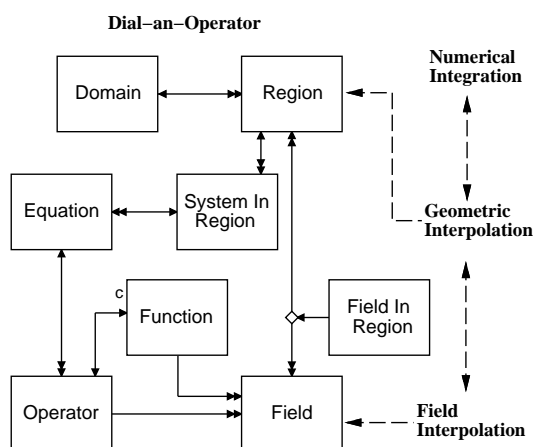 Dial−an−Operator
Numerical
Integration
Domain
Region
Equation
System In
Region
Geometric
Interpolation
c
Function
Field In
Region
Operator
Field
Field
Interpolation